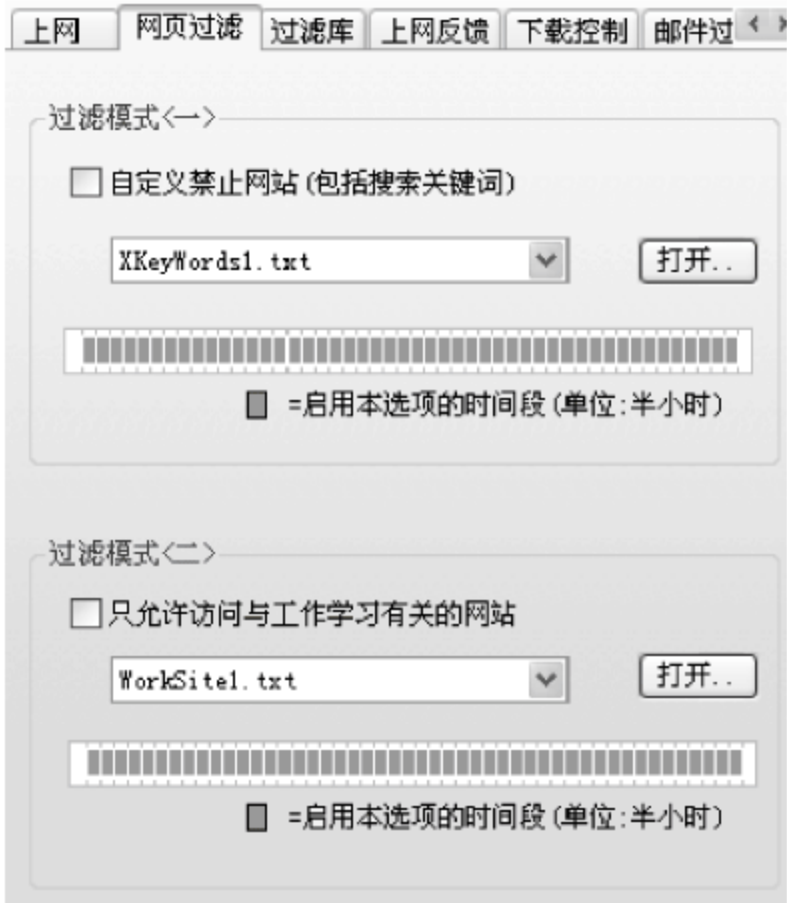 上网 网页过滤 过滤库 上网反馈 下载控制 邮件过
过滤模式<一>
自定义禁止网站(包括搜索关键词)
XKeyWords1.txt 打开..
=启用本选项的时间段(单位:半小时)
过滤模式<二>
只允许访问与工作学习有关的网站
WorkSite1.txt 打开..
=启用本选项的时间段(单位:半小时)